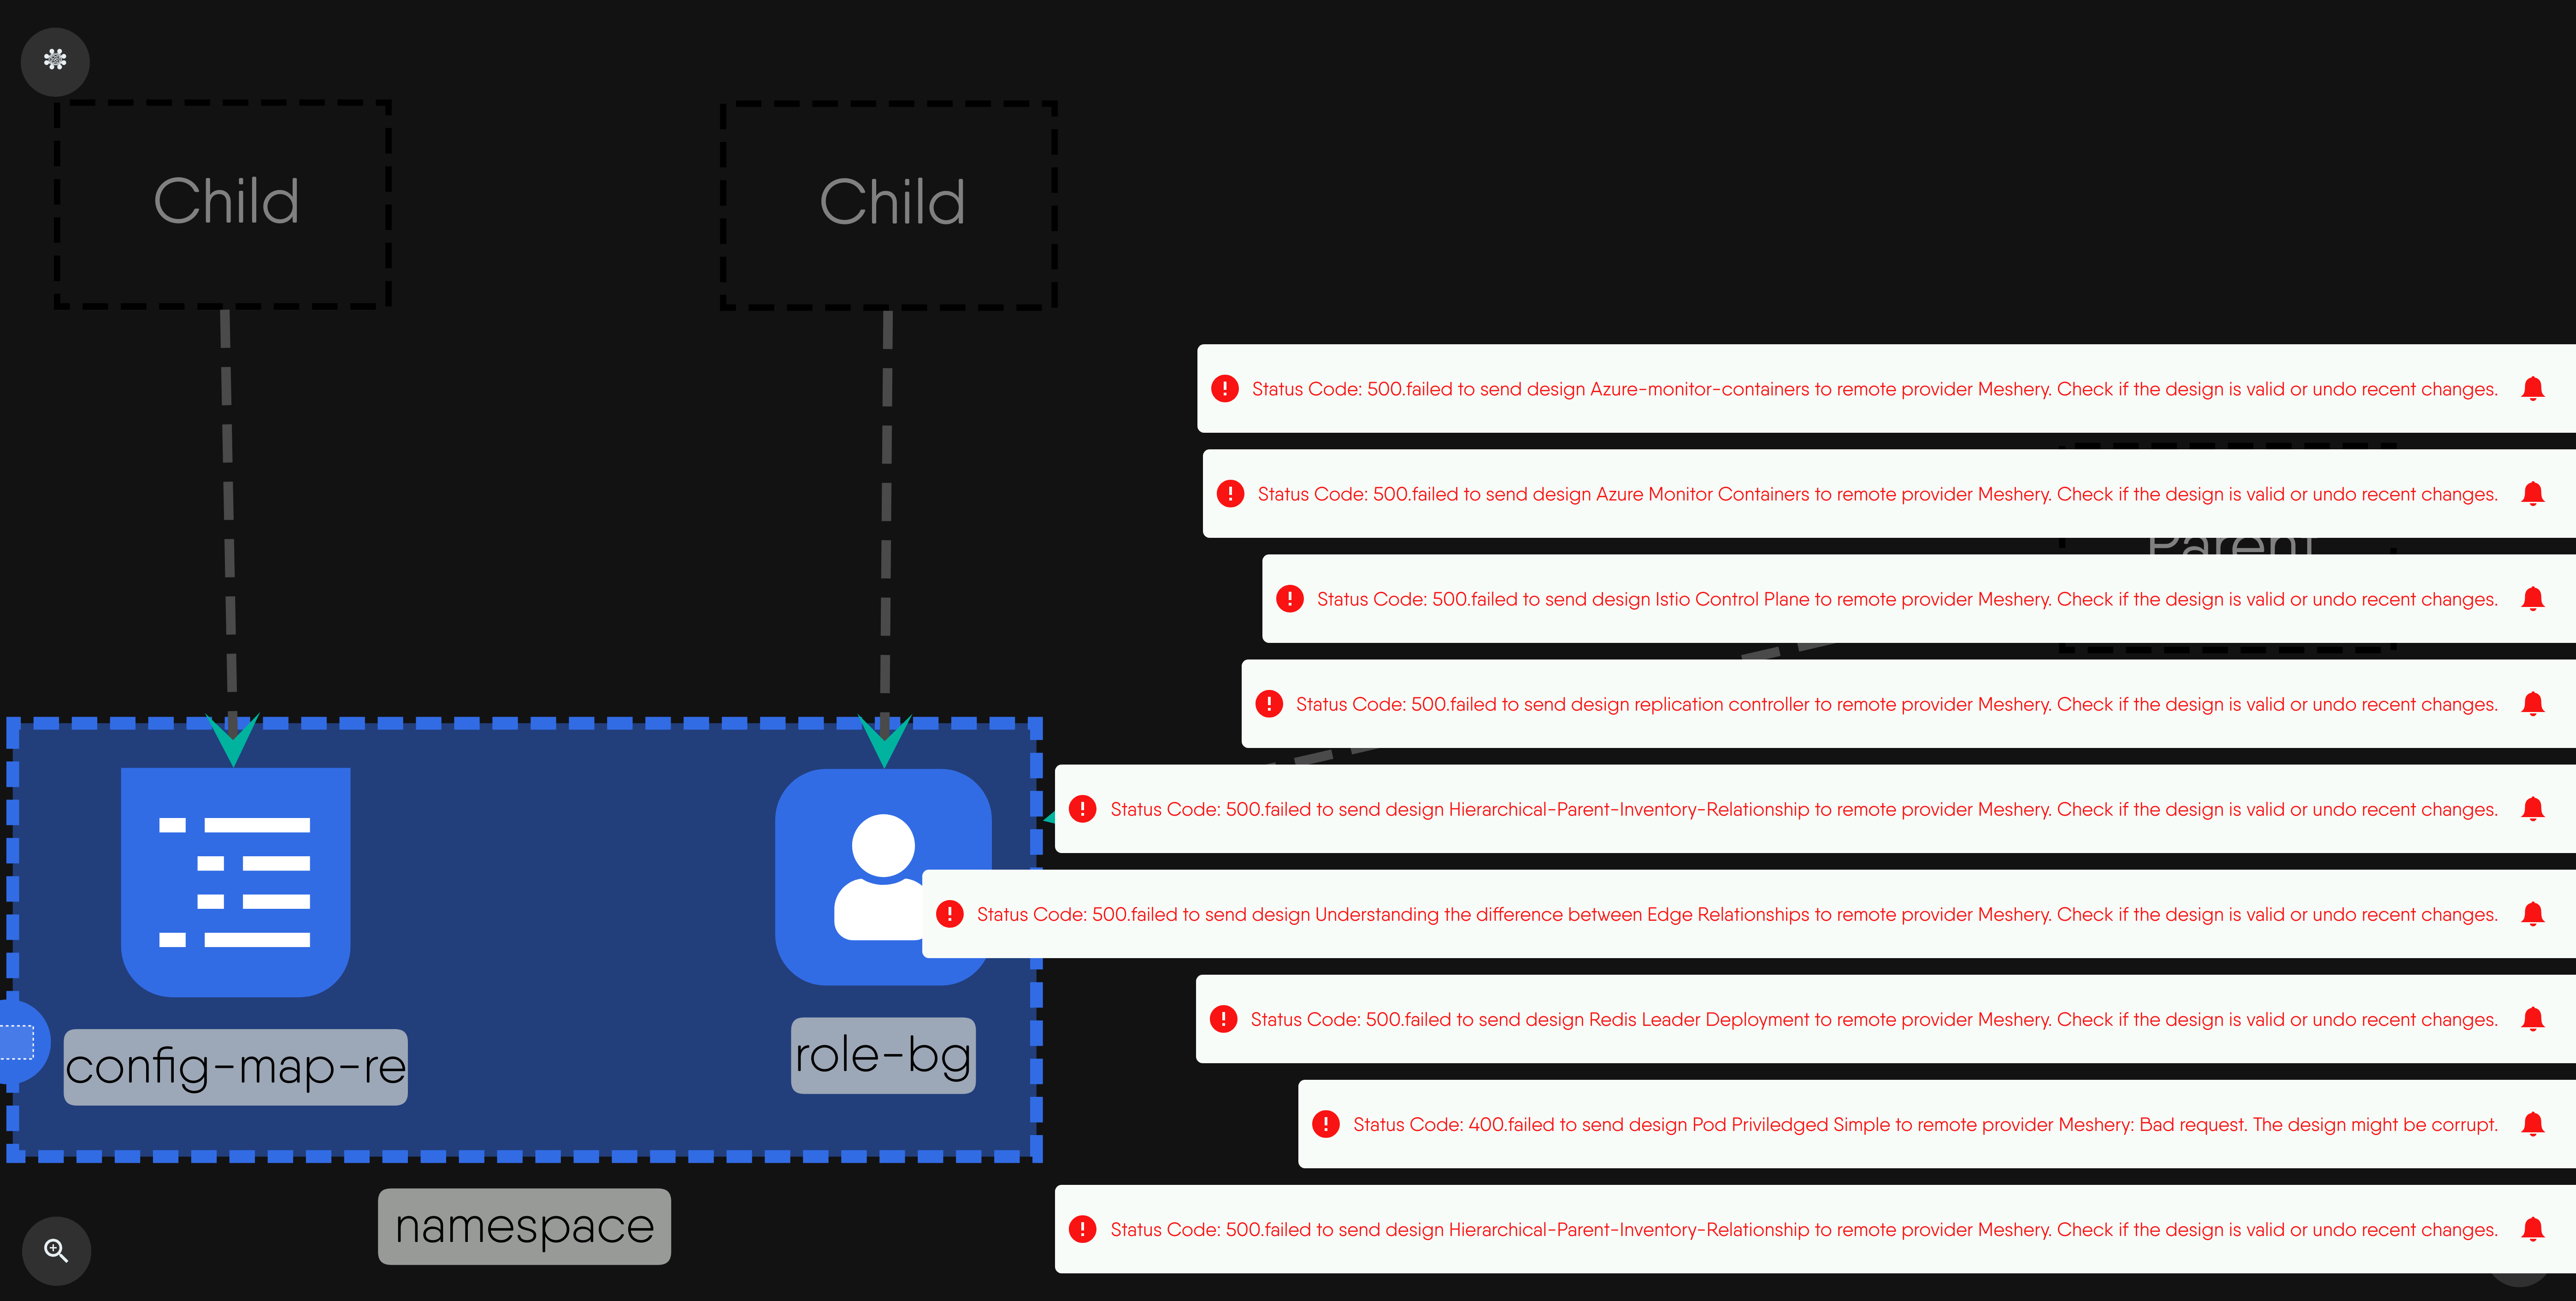 Child
Child
Status Code: 500.failed to send design Azure-monitor-containers to remote provider Meshery. Check if the design is valid or undo recent changes.
Status Code: 500.failed to send design Azure Monitor Containers to remote provider Meshery. Check if the design is valid or undo recent changes.
Parent
Status Code: 500.failed to send design Istio Control Plane to remote provider Meshery. Check if the design is valid or undo recent changes.
Status Code: 500.failed to send design replication controller to remote provider Meshery. Check if the design is valid or undo recent changes.
Status Code: 500.failed to send design Hierarchical-Parent-Inventory-Relationship to remote provider Meshery. Check if the design is valid or undo recent changes.
Status Code: 500.failed to send design Understanding the difference between Edge Relationships to remote provider Meshery. Check if the design is valid or undo recent changes.
Status Code: 500.failed to send design Redis Leader Deployment to remote provider Meshery. Check if the design is valid or undo recent changes.
config-map-re
role-bg
Status Code: 400.failed to send design Pod Priviledged Simple to remote provider Meshery: Bad request. The design might be corrupt.
namespace
Status Code: 500.failed to send design Hierarchical-Parent-Inventory-Relationship to remote provider Meshery. Check if the design is valid or undo recent changes.